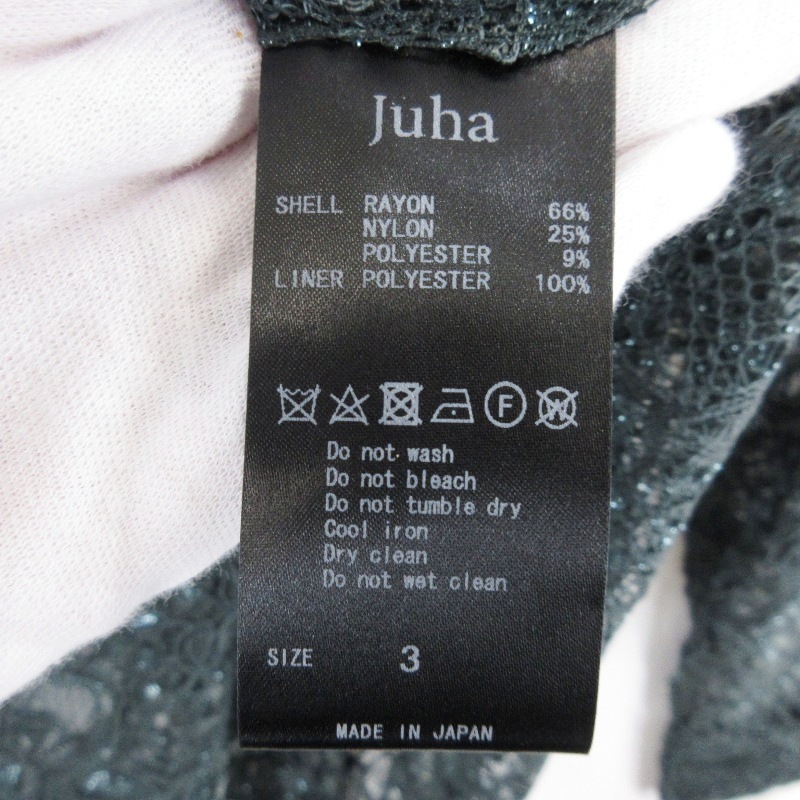 Juha
SHELL RAYON 66%
NYLON 25%
POLYESTER 9%
LINER POLYESTER 100%
F W
Do not wash
Do not bleach
Do not tumble dry
Cool iron
Dry clean
Do not wet clean
SIZE 3
MADE IN JAPAN